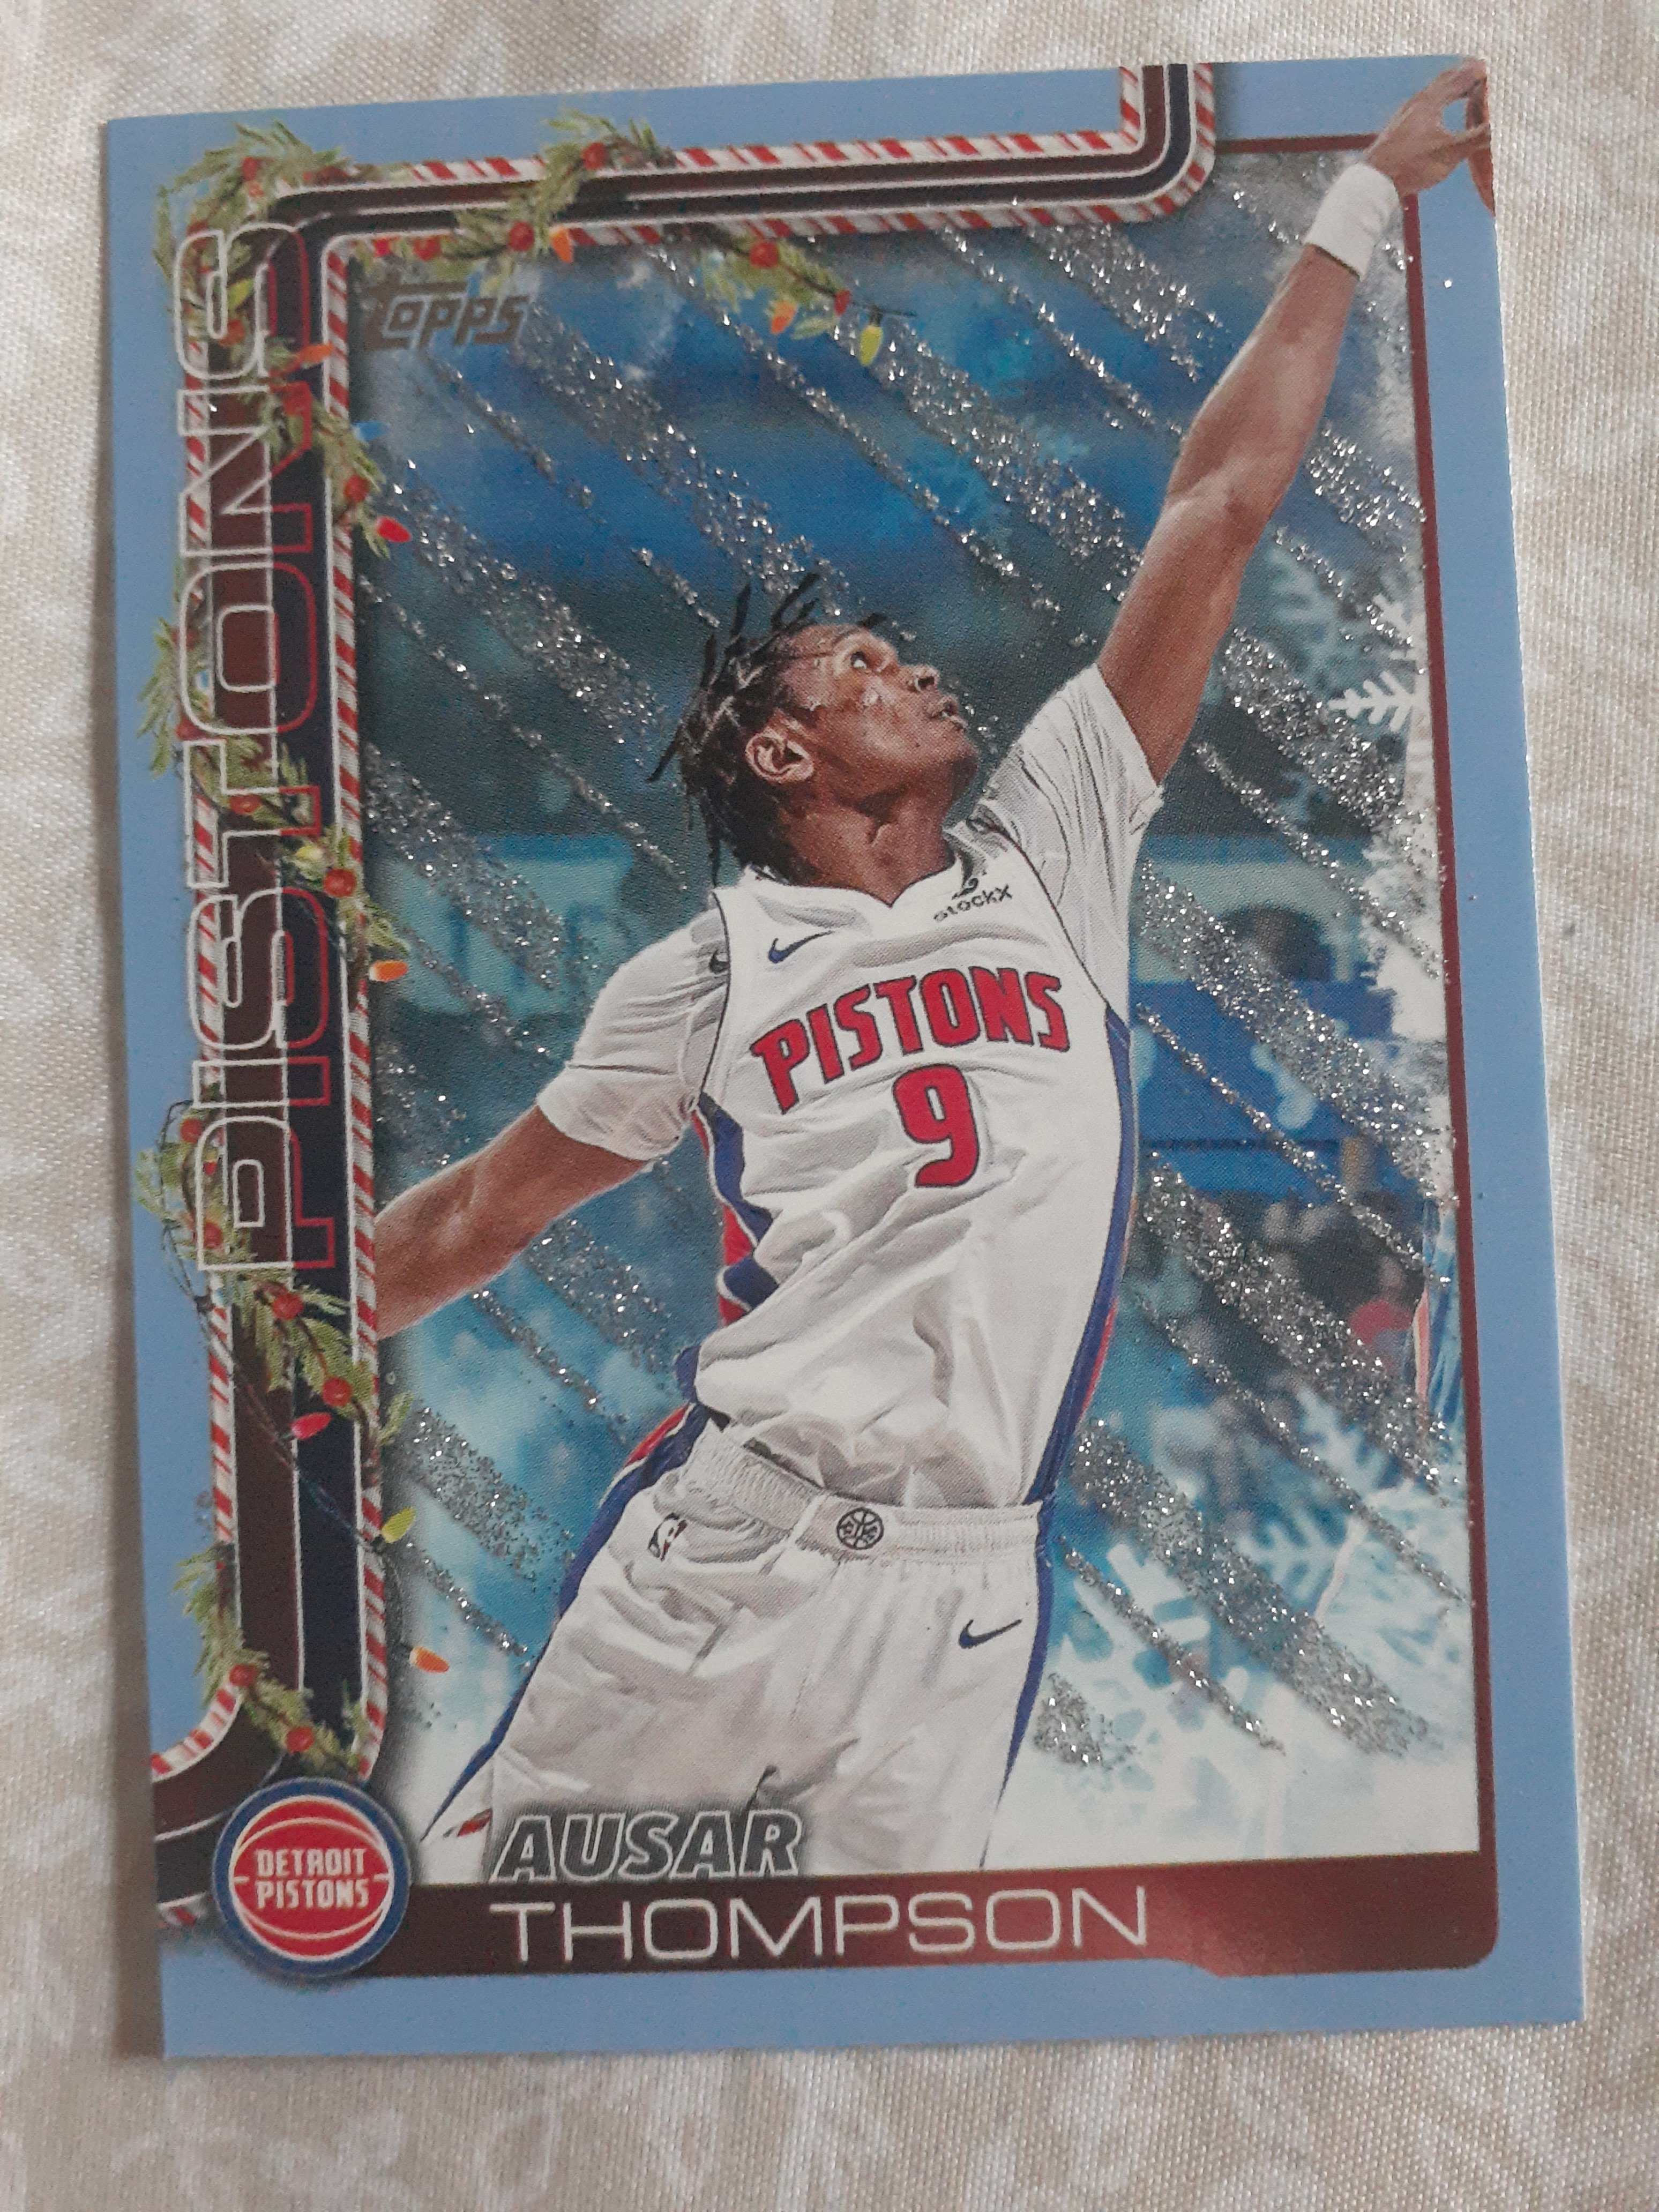 Topps
PISTONS
StockX
PISTONS
9
AUSAR
THOMPSON
DETROIT
PISTONS